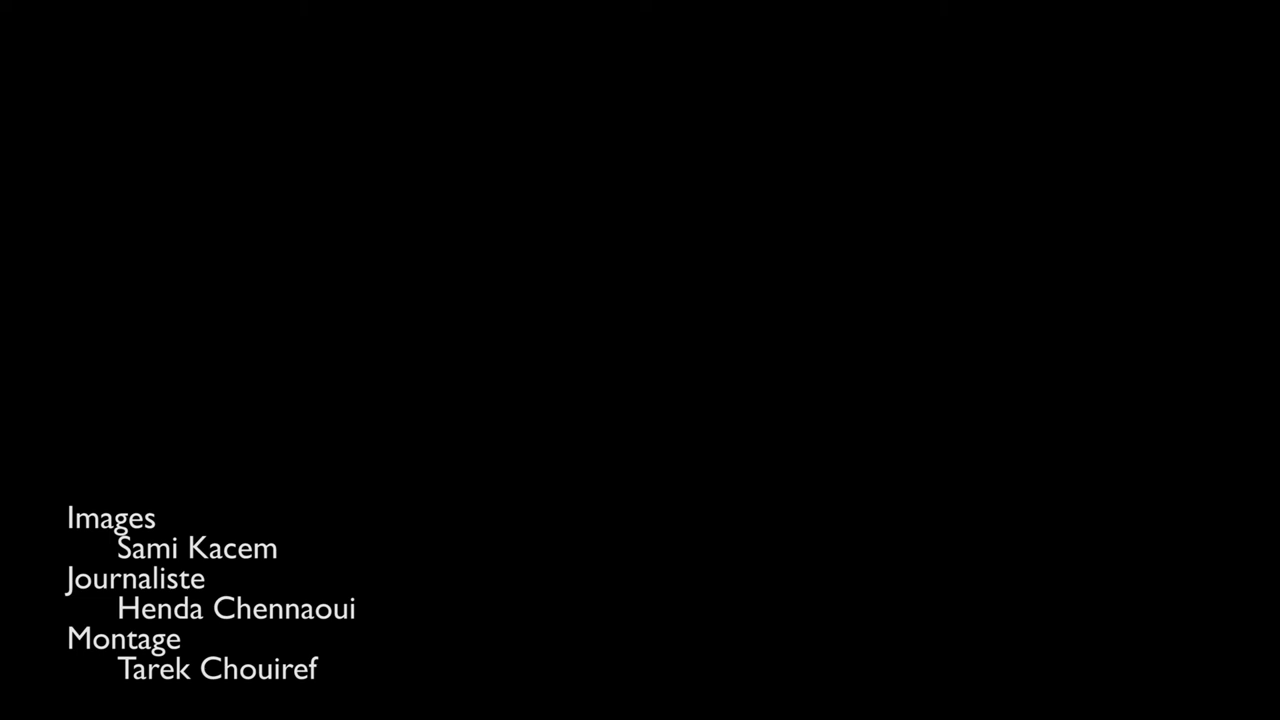 Images
Sami Kacem
Journaliste
Henda Chennaoui
Montage
Tarek Chouiref